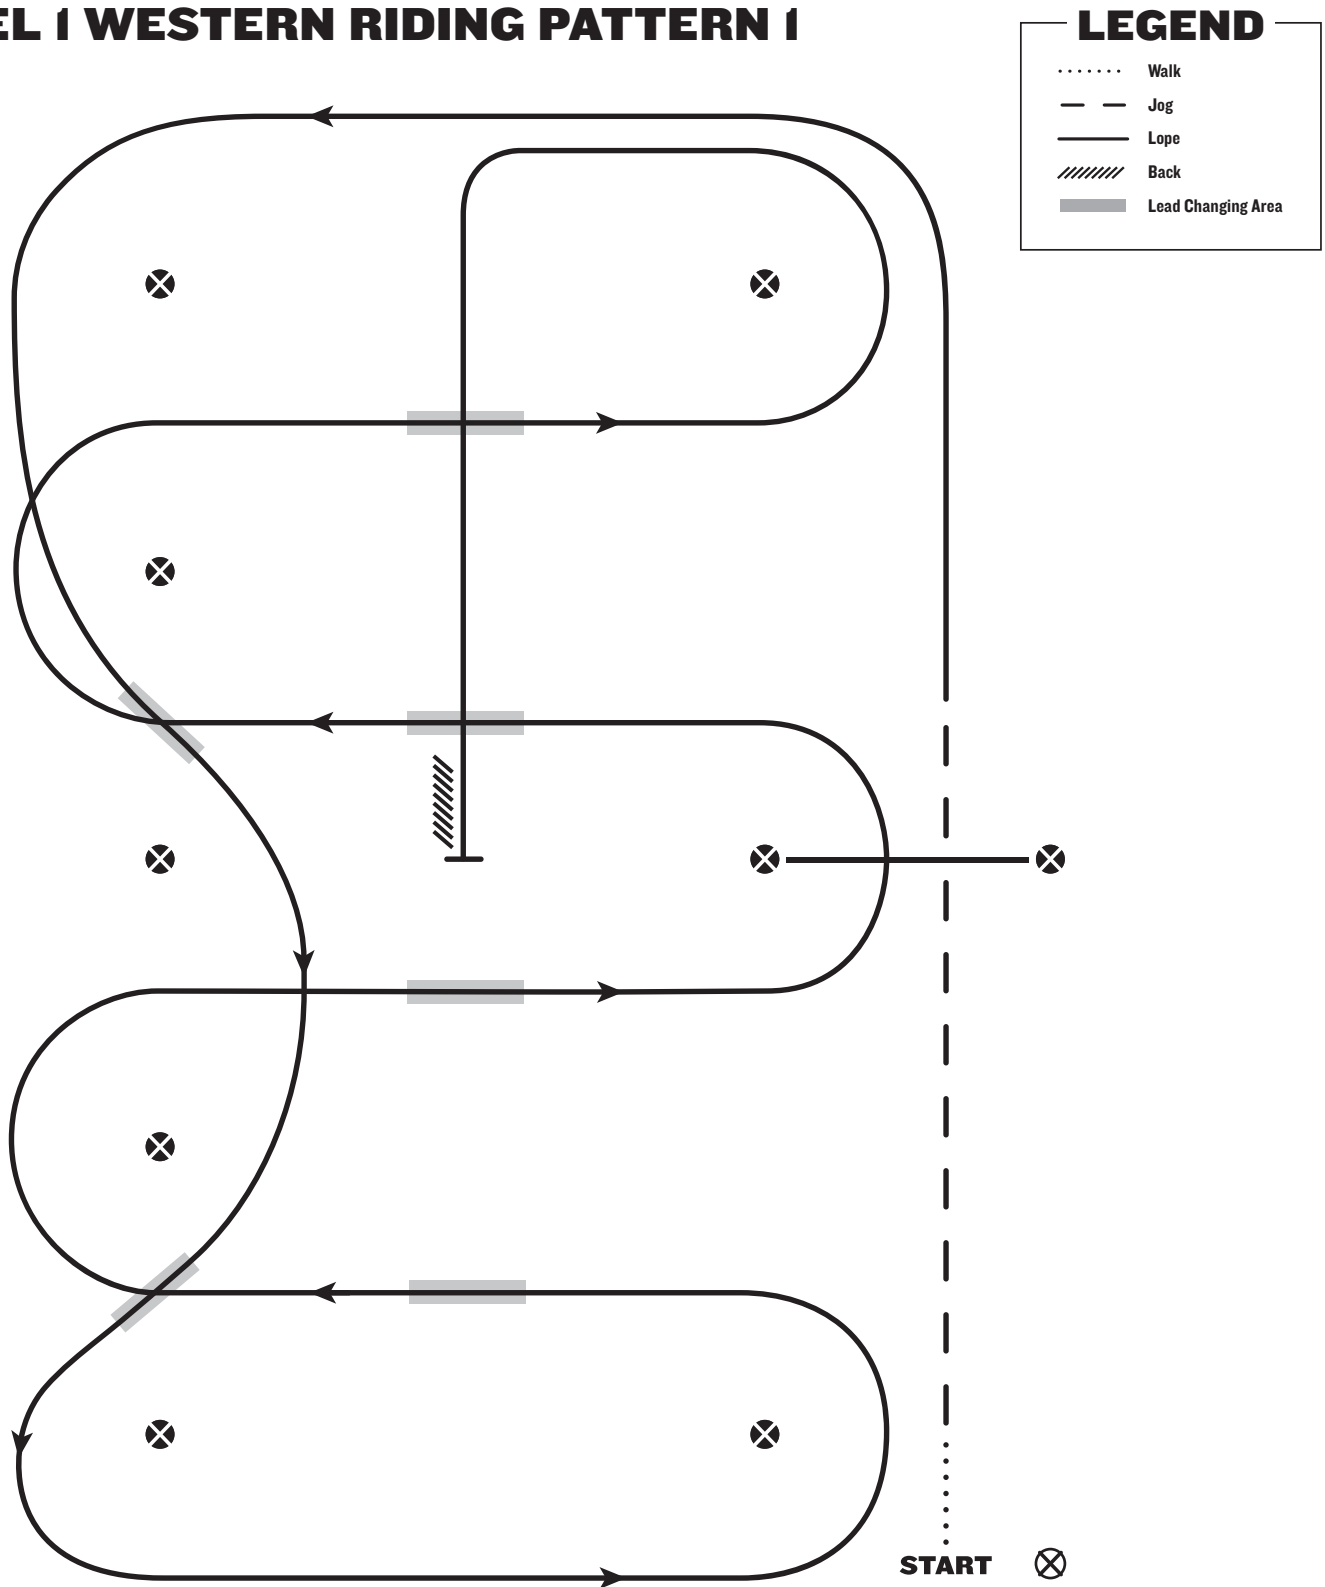 EL 1 WESTERN RIDING PATTERN 1
LEGEND
Walk
Jog
Lope
Back
Lead Changing Area
START